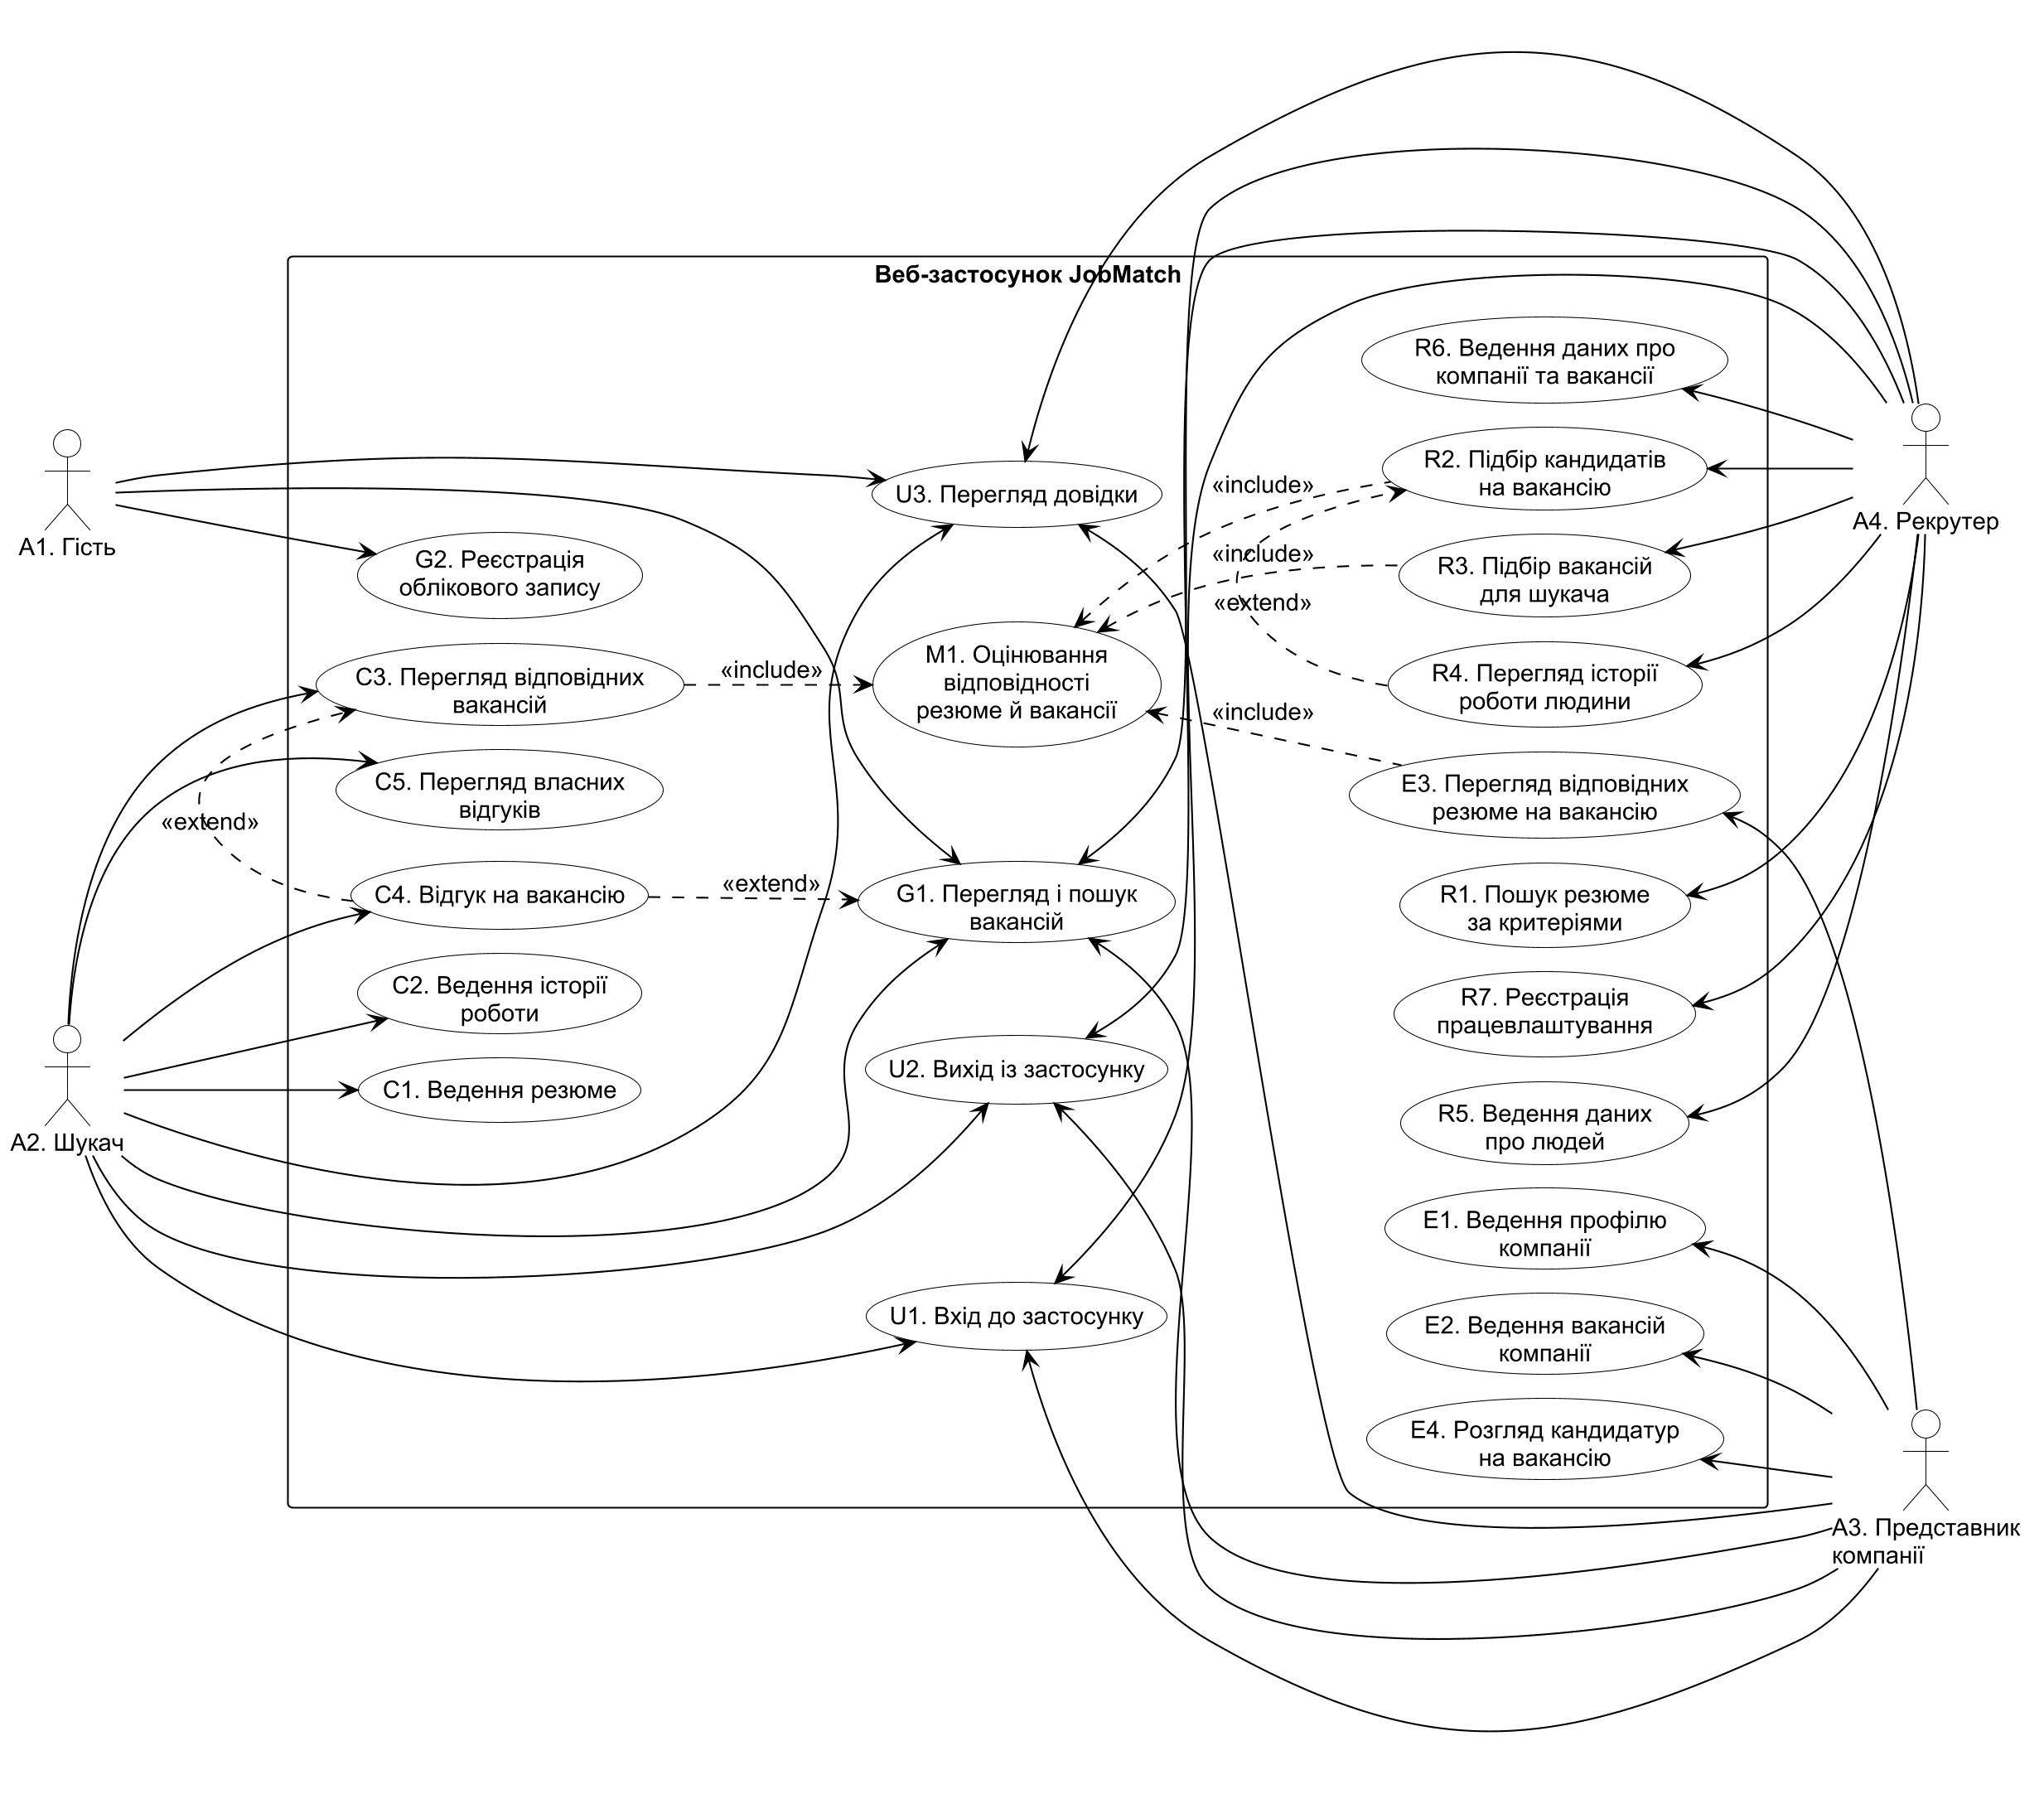 Веб-застосунок JobMatch
A1. Гість
A2. Шукач
G2. Реєстрація
облікового запису
C3. Перегляд відповідних
вакансій
C5. Перегляд власних
відгуків
«extend»
C4. Відгук на вакансію
C2. Ведення історії
роботи
C1. Ведення резюме
«include»
«extend»
U3. Перегляд довідки
M1. Оцінювання
відповідності
резюме й вакансії
G1. Перегляд і пошук
вакансій
U2. Вихід із застосунку
U1. Вхід до застосунку
«include»
«include»
«extend»
«include»
R6. Ведення даних про
компанії та вакансії
R2. Підбір кандидатів
на вакансію
R3. Підбір вакансій
для шукача
R4. Перегляд історії
роботи людини
E3. Перегляд відповідних
резюме на вакансію
R1. Пошук резюме
за критеріями
R7. Реєстрація
працевлаштування
R5. Ведення даних
про людей
E1. Ведення профілю
компанії
E2. Ведення вакансій
компанії
E4. Розгляд кандидатур
на вакансію
A4. Рекрутер
A3. Представник
компанії